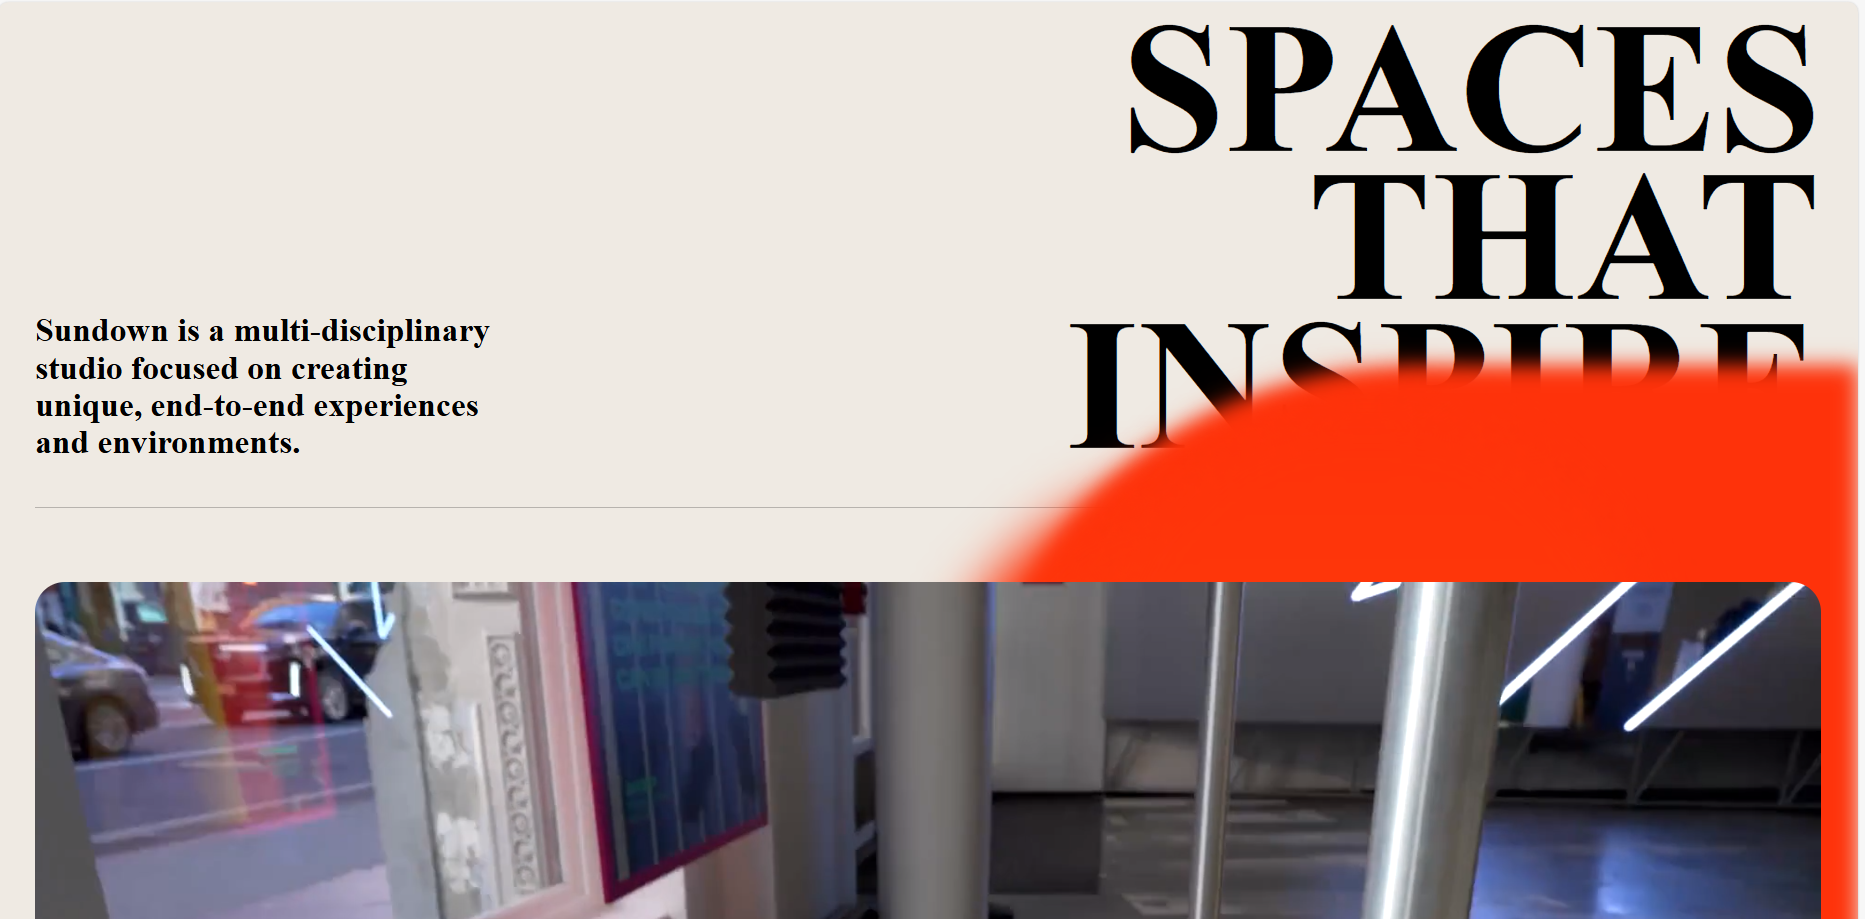 SPACES
THAT
INSPIRE
Sundown is a multi-disciplinary
studio focused on creating
unique, end-to-end experiences
and environments.